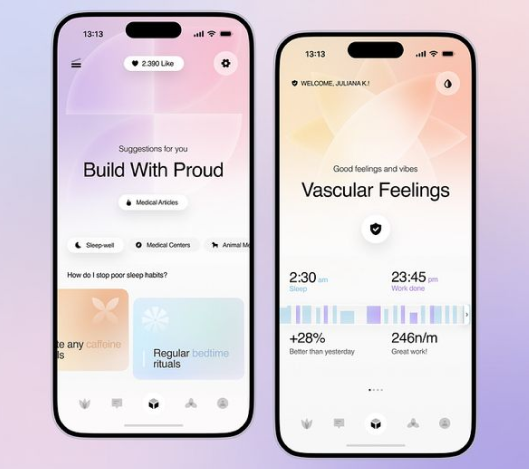 13:13
2.390 Like
Suggestions for you
Build With Proud
Medical Articles
Sleep-well
Medical Centers
Animal Me
How do I stop poor sleep habits?
te any caffeine
ls
Regular bedtime
rituals
13:13
WELCOME, JULIANA K.!
Good feelings and vibes
Vascular Feelings
2:30 am
Sleep
23:45 pm
Work done
+28%
Better than yesterday
246n/m
Great work!